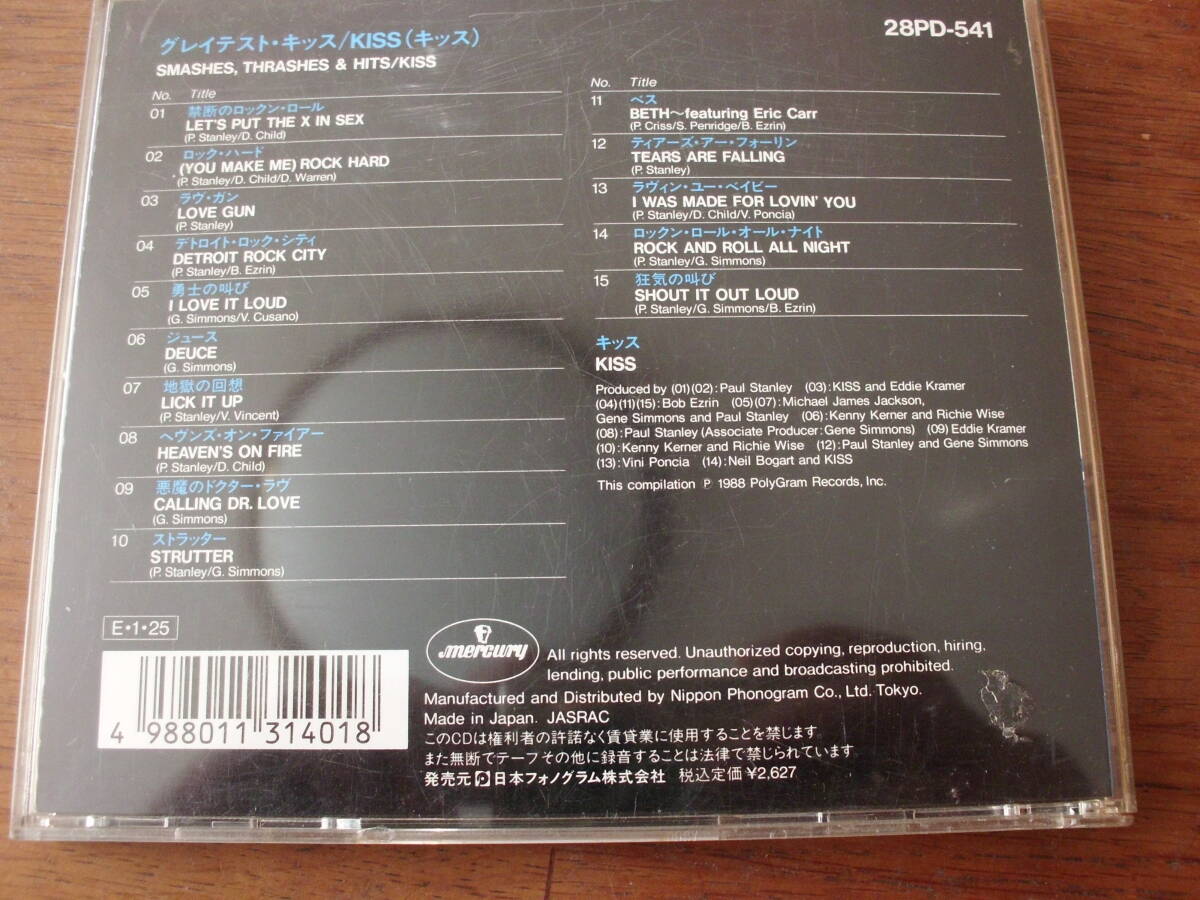 グレイテスト・キッス/KISS(キッス)
SMASHES, THRASHES & HITS/KISS
28PD-541
No. Title
01 禁断のロックン・ロール
LET'S PUT THE X IN SEX
(P. Stanley/D. Child)
02 ロック・ハード
(YOU MAKE ME) ROCK HARD
(P. Stanley/D. Child/D. Warren)
03 ラヴ・ガン
LOVE GUN
(P. Stanley)
04 デトロイト・ロック・シティ
DETROIT ROCK CITY
(P. Stanley/B. Ezrin)
05 勇士の叫び
I LOVE IT LOUD
(G. Simmons/V. Cusano)
06 ジュース
DEUCE
(G. Simmons)
07 地獄の回想
LICK IT UP
(P. Stanley/V. Vincent)
08 ヘヴンズ・オン・ファイアー
HEAVEN'S ON FIRE
(P. Stanley/D. Child)
09 悪魔のドクター・ラヴ
CALLING DR. LOVE
(G. Simmons)
10 ストラッター
STRUTTER
(P. Stanley/G. Simmons)
No. Title
11 ベス
BETH〜featuring Eric Carr
(P. Criss/S. Penridge/B. Ezrin)
12 ティアーズ・アー・フォーリン
TEARS ARE FALLING
(P. Stanley)
13 ラヴィン・ユー・ベイビー
I WAS MADE FOR LOVIN' YOU
(P. Stanley/D. Child/V. Poncia)
14 ロックン・ロール・オール・ナイト
ROCK AND ROLL ALL NIGHT
(P. Stanley/G. Simmons)
15 狂気の叫び
SHOUT IT OUT LOUD
(P. Stanley/G. Simmons/B. Ezrin)
キッス
KISS
Produced by (01)(02): Paul Stanley (03): KISS and Eddie Kramer
(04)(11)(15): Bob Ezrin (05)(07): Michael James Jackson,
Gene Simmons and Paul Stanley (06): Kenny Kerner and Richie Wise
(08): Paul Stanley (Associate Producer: Gene Simmons) (09) Eddie Kramer
(10): Kenny Kerner and Richie Wise (12): Paul Stanley and Gene Simmons
(13): Vini Poncia (14): Neil Bogart and KISS
This compilation ℗ 1988 PolyGram Records, Inc.
E・1・25
4 988011 314018
mercury
All rights reserved. Unauthorized copying, reproduction, hiring,
lending, public performance and broadcasting prohibited.
Manufactured and Distributed by Nippon Phonogram Co., Ltd. Tokyo.
Made in Japan. JASRAC
このCDは権利者の許諾なく賃貸業に使用することを禁じます
また無断でテープその他に録音することは法律で禁じられています
発売元 日本フォノグラム株式会社 税込定価¥2,627